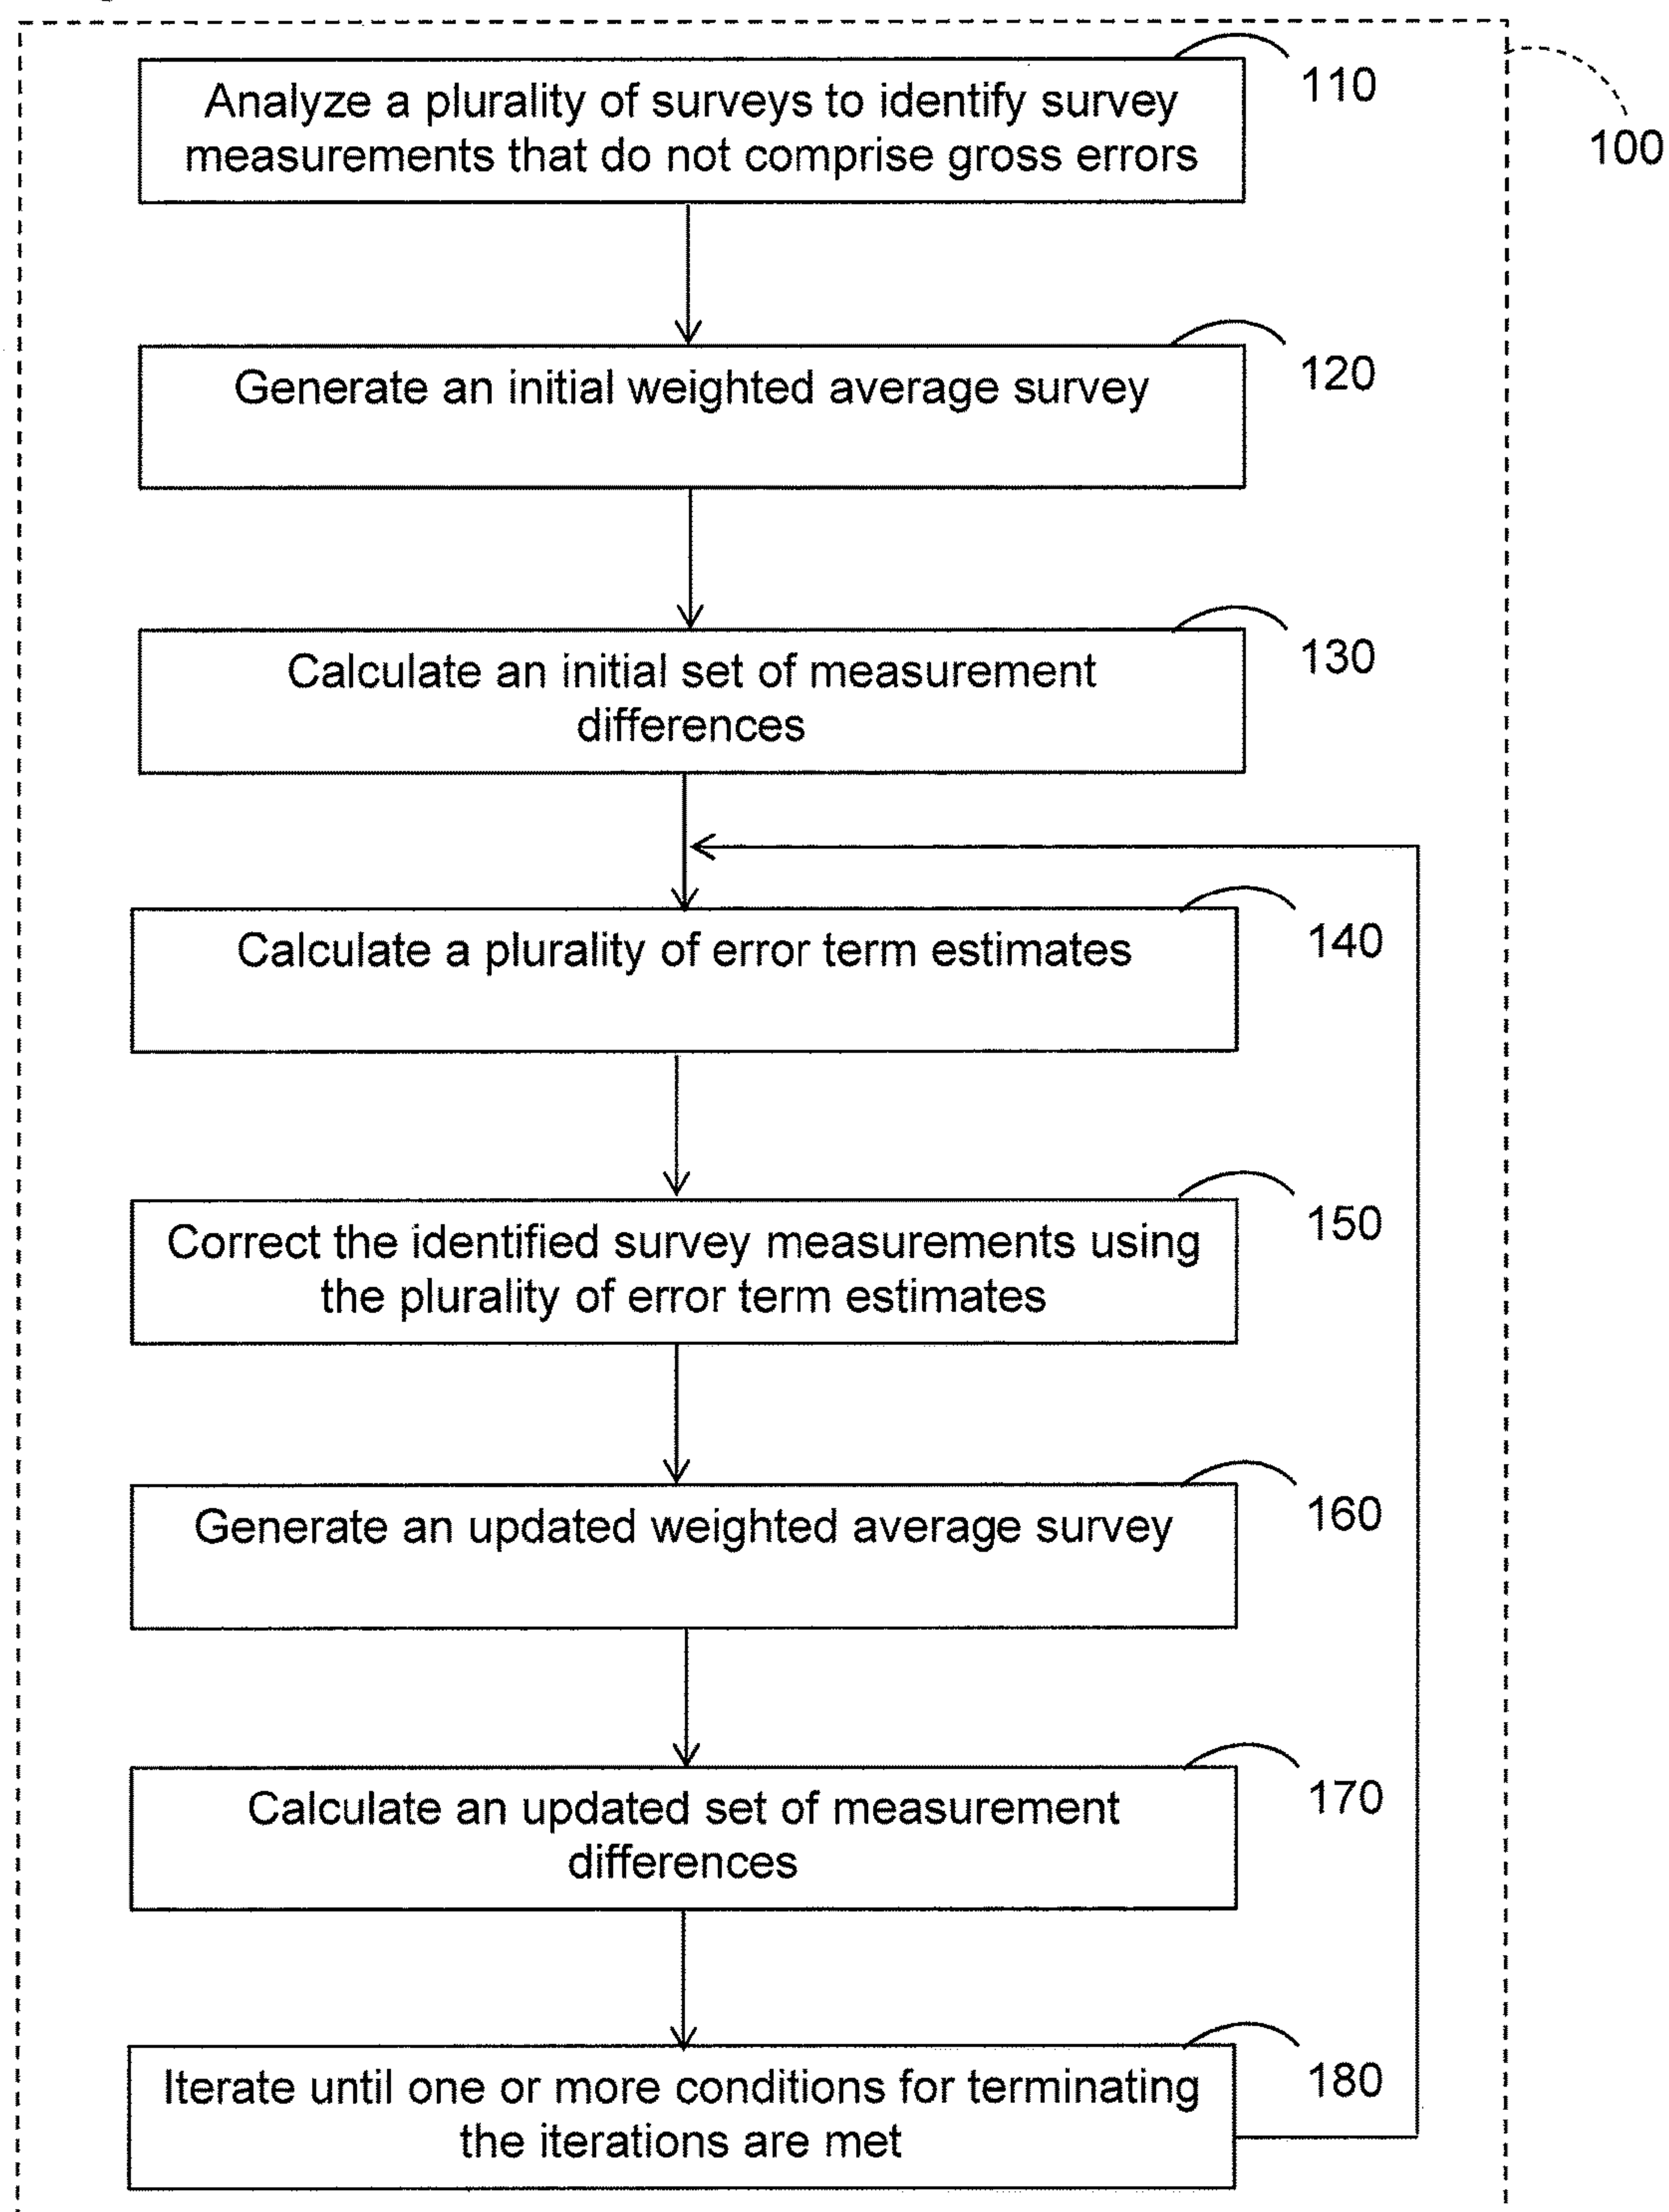 110
Analyze a plurality of surveys to identify survey
measurements that do not comprise gross errors
100
120
Generate an initial weighted average survey
130
Calculate an initial set of measurement
differences
140
Calculate a plurality of error term estimates
150
Correct the identified survey measurements using
the plurality of error term estimates
160
Generate an updated weighted average survey
170
Calculate an updated set of measurement
differences
180
Iterate until one or more conditions for terminating
the iterations are met